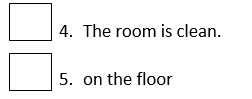 4. The room is clean.
5. on the floor